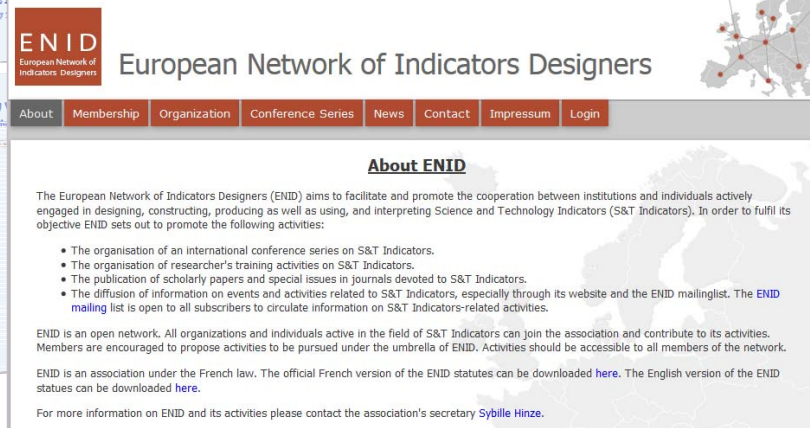 ENID
European Network of
Indicators Designers
European Network of Indicators Designers
About Membership Organization Conference Series News Contact Impressum Login
About ENID
The European Network of Indicators Designers (ENID) aims to facilitate and promote the cooperation between institutions and individuals actively
engaged in designing, constructing, producing as well as using, and interpreting Science and Technology Indicators (S&T Indicators). In order to fulfil its
objective ENID sets out to promote the following activities:
• The organisation of an international conference series on S&T Indicators.
• The organisation of researcher's training activities on S&T Indicators.
• The publication of scholarly papers and special issues in journals devoted to S&T Indicators.
• The diffusion of information on events and activities related to S&T Indicators, especially through its website and the ENID mailinglist. The ENID
mailing list is open to all subscribers to circulate information on S&T Indicators-related activities.
ENID is an open network. All organizations and individuals active in the field of S&T Indicators can join the association and contribute to its activities.
Members are encouraged to propose activities to be pursued under the umbrella of ENID. Activities should be accessible to all members of the network.
ENID is an association under the French law. The official French version of the ENID statutes can be downloaded here. The English version of the ENID
statues can be downloaded here.
For more information on ENID and its activities please contact the association's secretary Sybille Hinze.